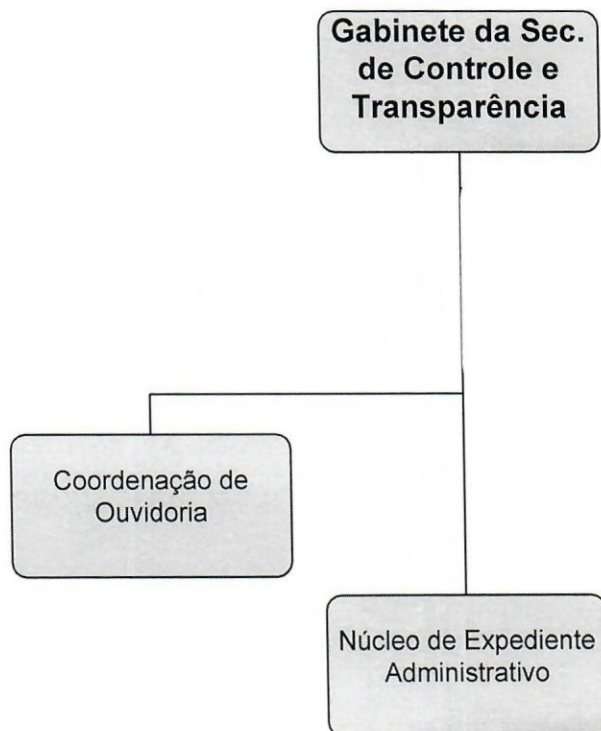 Gabinete da Sec.
de Controle e
Transparência
Coordenação de
Ouvidoria
Núcleo de Expediente
Administrativo